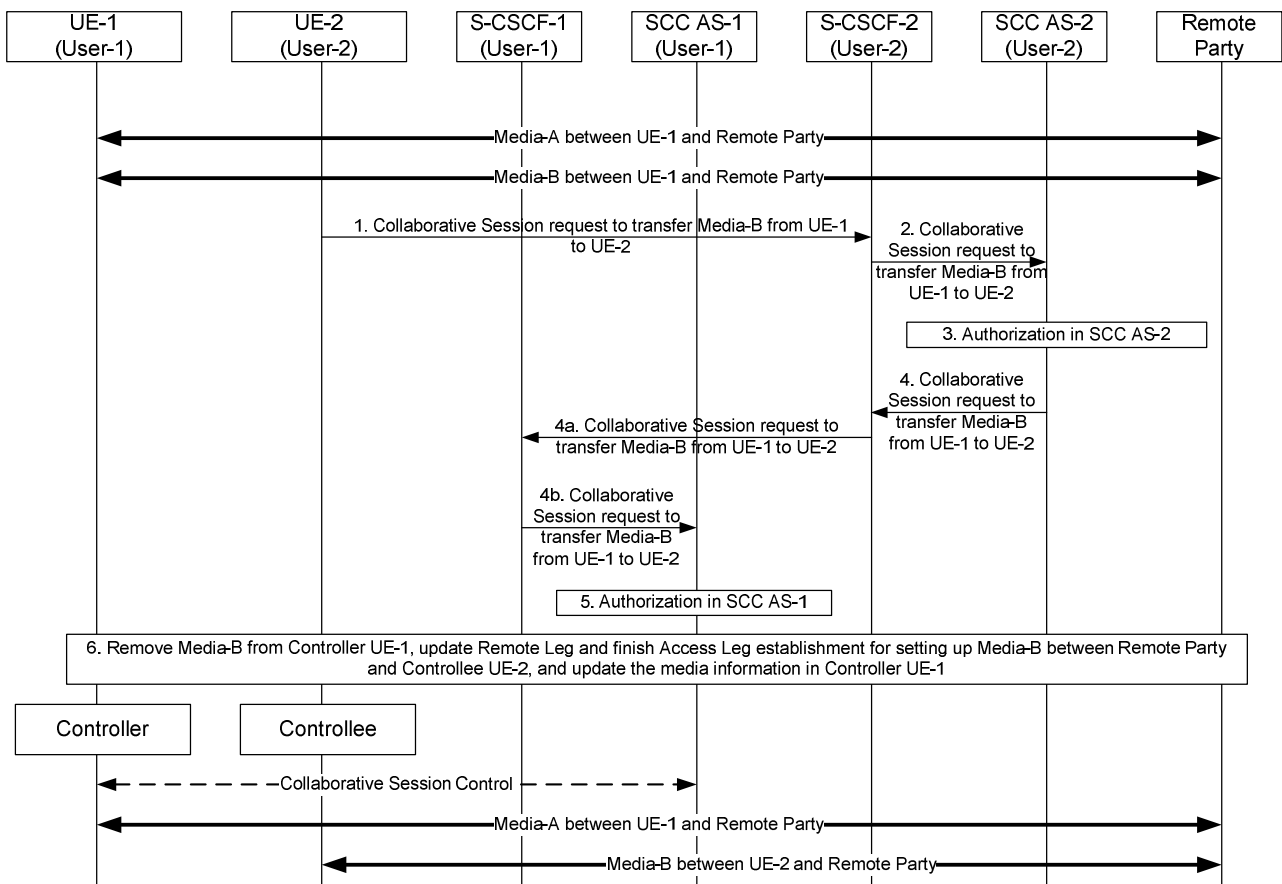 UE-1
(User-1)
UE-2
(User-2)
S-CSCF-1
(User-1)
SCC AS-1
(User-1)
S-CSCF-2
(User-2)
SCC AS-2
(User-2)
Remote
Party
Media-A between UE-1 and Remote Party
Media-B between UE-1 and Remote Party
1. Collaborative Session request to transfer Media-B from UE-1
to UE-2
2. Collaborative
Session request to
transfer Media-B from
UE-1 to UE-2
3. Authorization in SCC AS-2
4. Collaborative
Session request to
transfer Media-B
from UE-1 to UE-2
4a. Collaborative Session request to
transfer Media-B from UE-1 to UE-2
4b. Collaborative
Session request to
transfer Media-B
from UE-1 to UE-2
5. Authorization in SCC AS-1
6. Remove Media-B from Controller UE-1, update Remote Leg and finish Access Leg establishment for setting up Media-B between Remote Party
and Controllee UE-2, and update the media information in Controller UE-1
Controller
Controllee
Collaborative Session Control
Media-A between UE-1 and Remote Party
Media-B between UE-2 and Remote Party